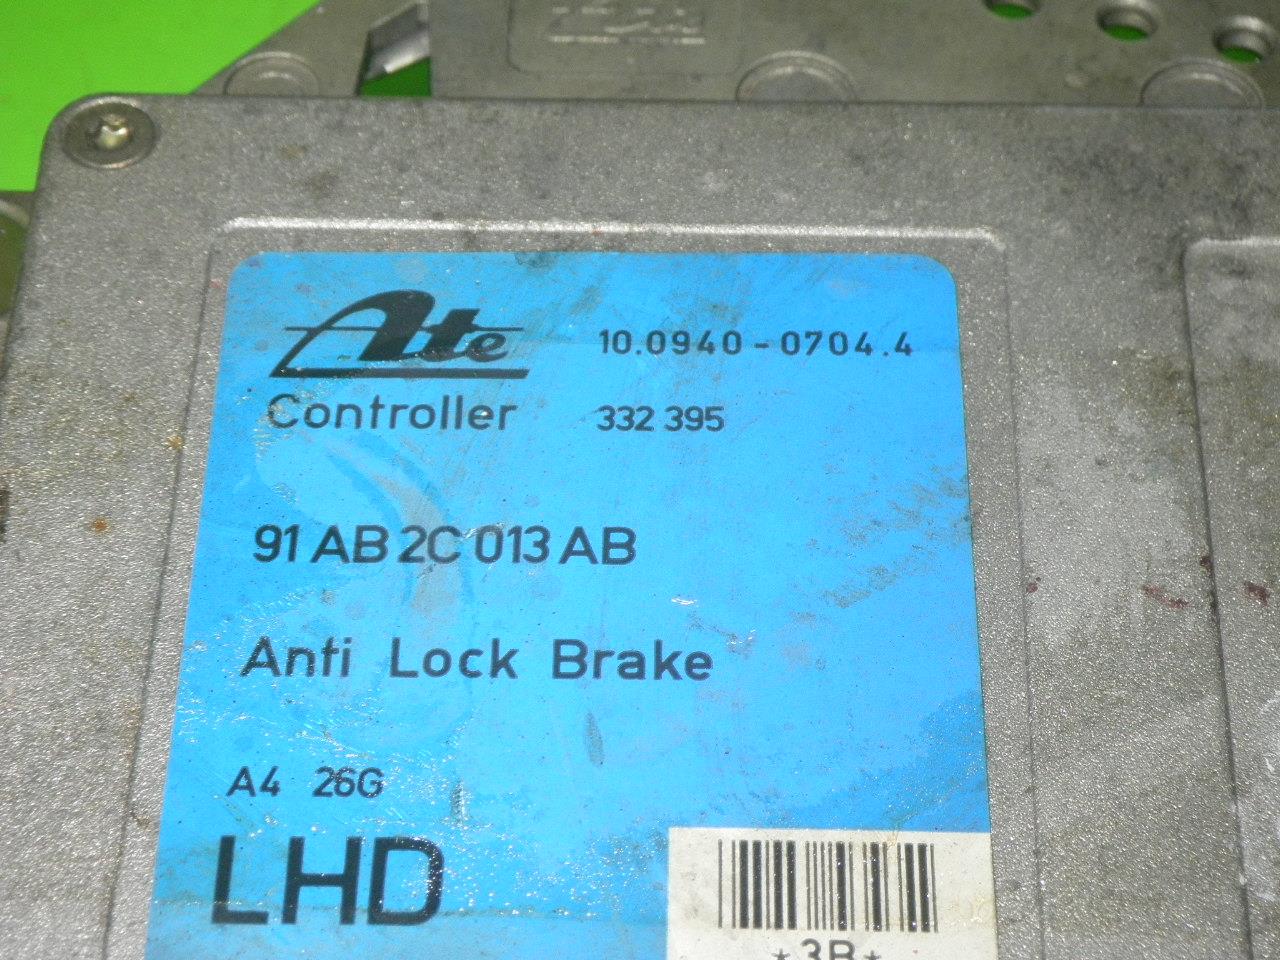 Ate 10.0940-0704.4
Controller 332 395
91 AB 2C 013 AB
Anti Lock Brake
A4 26G
LHD
*3B*